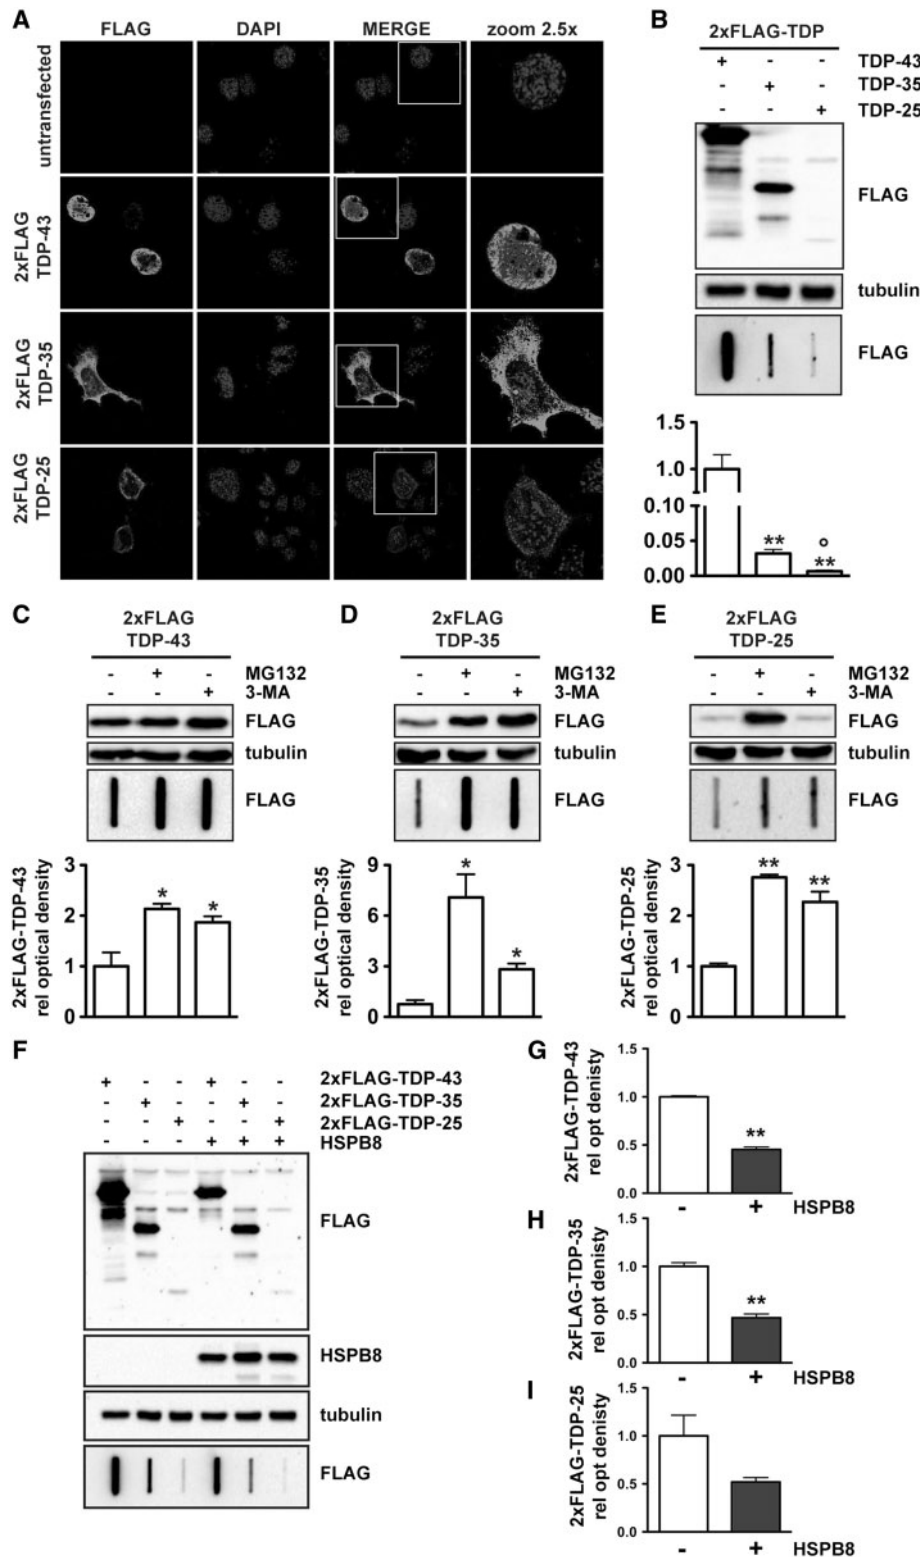 A
FLAG DAPI MERGE zoom 2.5x
untransfected
2xFLAG TDP-43
2xFLAG TDP-35
2xFLAG TDP-25
B
2xFLAG-TDP
+ - - TDP-43
- + - TDP-35
- - + TDP-25
FLAG
tubulin
FLAG
1.5
1.0
0.10
0.05
0.00
**
°
**
C
2xFLAG
TDP-43
- + - MG132
- - + 3-MA
FLAG
tubulin
FLAG
2xFLAG-TDP-43
rel optical density
3
2
1
0
*
*
D
2xFLAG
TDP-35
- + - MG132
- - + 3-MA
FLAG
tubulin
FLAG
2xFLAG-TDP-35
rel optical density
9
6
3
0
*
*
E
2xFLAG
TDP-25
- + - MG132
- - + 3-MA
FLAG
tubulin
FLAG
2xFLAG-TDP-25
rel optical density
3
2
1
0
**
**
F
+ - - + - - 2xFLAG-TDP-43
- + - - + - 2xFLAG-TDP-35
- - + - - + 2xFLAG-TDP-25
- - - + + + HSPB8
FLAG
HSPB8
tubulin
FLAG
G
2xFLAG-TDP-43
rel opt denisty
1.5
1.0
0.5
1.0
**
- + HSPB8
H
2xFLAG-TDP-35
rel opt denisty
1.5
1.0
0.5
1.0
**
- + HSPB8
I
2xFLAG-TDP-25
rel opt denisty
1.5
1.0
0.5
1.0
- + HSPB8